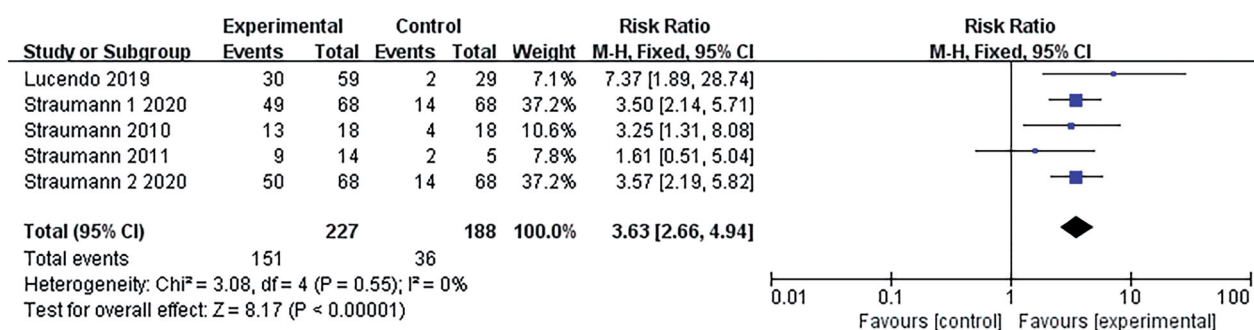 Experimental Control Risk Ratio Risk Ratio
Study or Subgroup Events Total Events Total Weight M-H, Fixed, 95% CI M-H, Fixed, 95% CI
Lucendo 2019 30 59 2 29 7.1% 7.37 [1.89, 28.74]
Straumann 1 2020 49 68 14 68 37.2% 3.50 [2.14, 5.71]
Straumann 2010 13 18 4 18 10.6% 3.25 [1.31, 8.08]
Straumann 2011 9 14 2 5 7.8% 1.61 [0.51, 5.04]
Straumann 2 2020 50 68 14 68 37.2% 3.57 [2.19, 5.82]
Total (95% CI) 227 188 100.0% 3.63 [2.66, 4.94]
Total events 151 36
Heterogeneity: Chi² = 3.08, df = 4 (P = 0.55); I² = 0%
Test for overall effect: Z = 8.17 (P < 0.00001)
0.01 0.1 1 10 100
Favours [control] Favours [experimental]